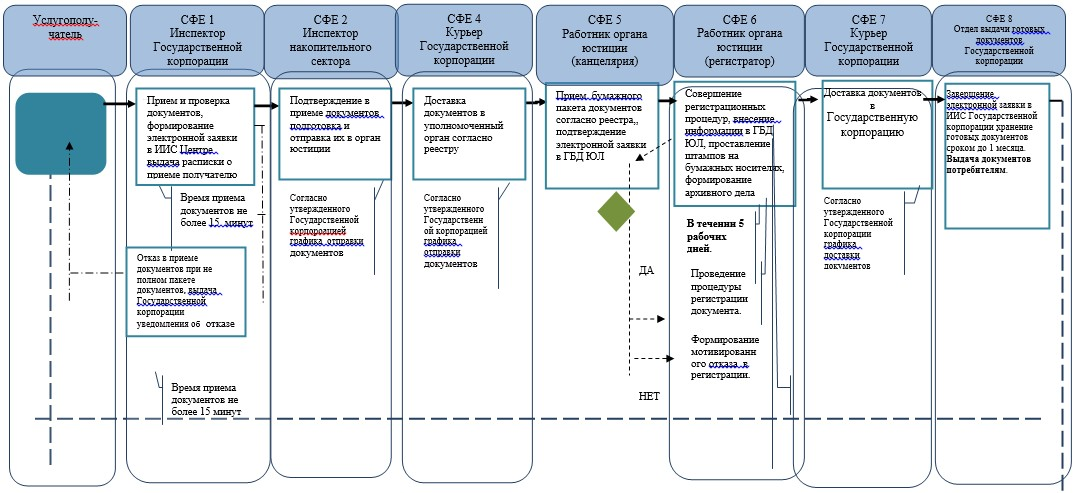 Услугополу-
чатель
СФЕ 1
Инспектор
Государственной
корпорации
СФЕ 2
Инспектор
накопительного
сектора
СФЕ 4
Курьер
Государственной
корпорации
СФЕ 5
Работник органа
юстиции
(канцелярия)
СФЕ 6
Работник органа
юстиции
(регистратор)
СФЕ 7
Курьер
Государственной
корпорации
СФЕ 8
Отдел выдачи готовых
документов
Государственной
корпорации
Прием и проверка
документов,
формирование
электронной заявки
в ИИС Центре,
выдача расписки о
приеме получателю
Время приема
документов не
более 15 минут
Отказ в приеме
документов при не
полном пакете
документов, выдача
Государственной
корпорации
уведомления об отказе
Время приема
документов не
более 15 минут
Подтверждение в
приеме документов,
подготовка и
отправка их в орган
юстиции
Согласно
утвержденного
Государственной
корпорорацией
графика отправки
документов
Доставка
документов в
уполномоченный
орган согласно
реестру
Согласно
утвержденного
Государственн
ой корпорацией
графика
отправки
документов
Прием бумажного
пакета документов
согласно реестра,,
подтверждение
электронной заявки
в ГБД ЮЛ
ДА
НЕТ
Совершение
регистрационных
процедур, внесение
информации в ГБД
ЮЛ, проставление
штампов на
бумажных носителях,
формирование
архивного дела
В течении 5
рабочих
дней.
Проведение
процедуры
регистрации
документа.
Формирование
мотивированн
ого отказа в
регистрации.
Доставка документов
в
Государственную
корпорацию
Согласно
утвержденного
Государственной
корпорации
графика
доставки
документов
Завершение
электронной заявки в
ИИС Государственной
корпорации хранение
готовых документов
сроком до 1 месяца.
Выдача документов
потребителям.